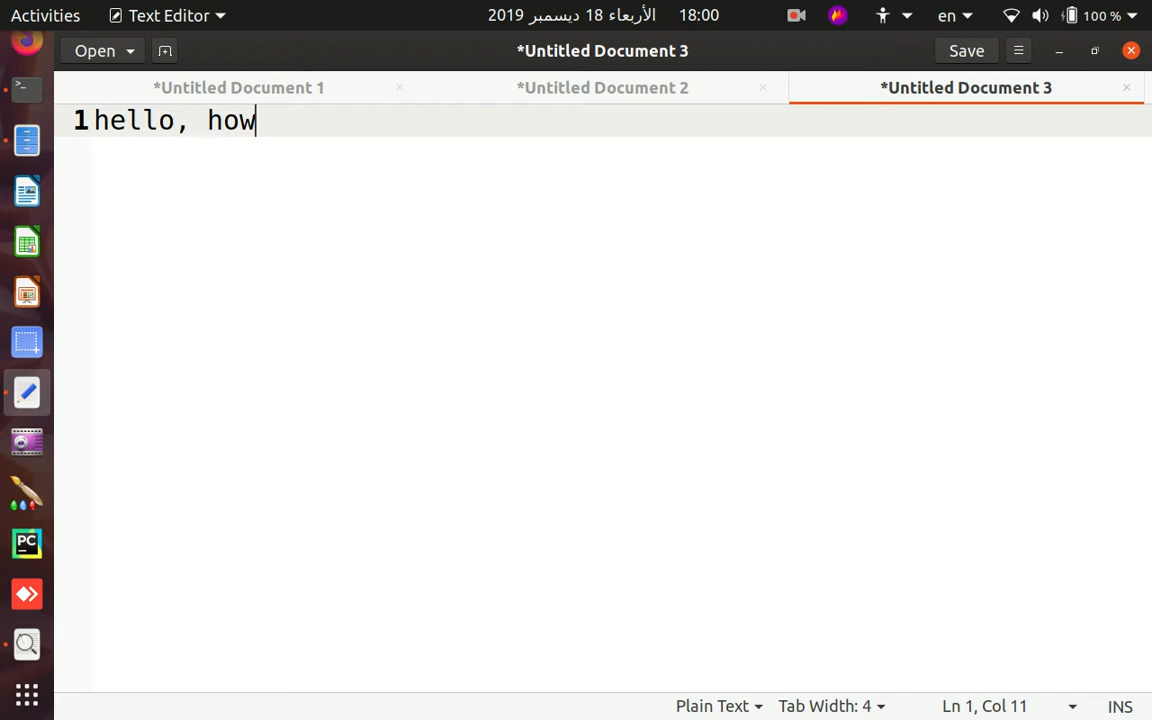 Activities Text Editor الأربعاء 18 ديسمبر 2019 18:00 en 100 %
Open *Untitled Document 3 Save
*Untitled Document 1 *Untitled Document 2 *Untitled Document 3
1 hello, how
PC
Plain Text Tab Width: 4 Ln 1, Col 11 INS